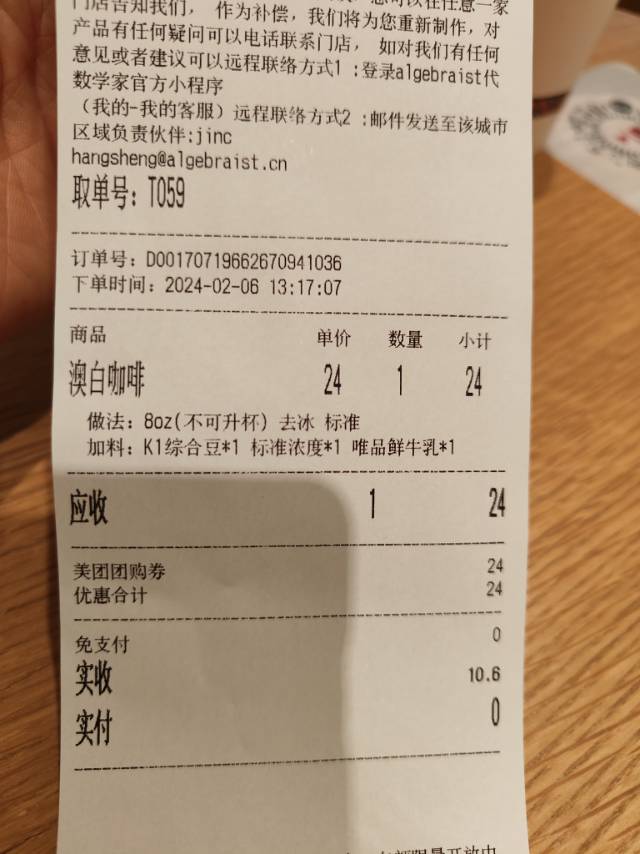 门店告知我们， 作为补偿，我们将为您重新制作，对
产品有任何疑问可以电话联系门店， 如对我们有任何
意见或者建议可以远程联络方式1 :登录algebraist代
数学家官方小程序
（我的-我的客服）远程联络方式2 :邮件发送至该城市
区域负责伙伴:jinc
hangsheng@algebraist.cn
取单号: T059
订单号: D001707196626709410​36
下单时间: 2024-02-06 13:17:07
商品 单价 数量 小计
澳白咖啡 24 1 24
做法: 8oz(不可升杯) 去冰 标准
加料: K1综合豆*1 标准浓度*1 唯品鲜牛乳*1
应收 1 24
美团团购券 24
优惠合计 24
免支付 0
实收 10.6
实付 0